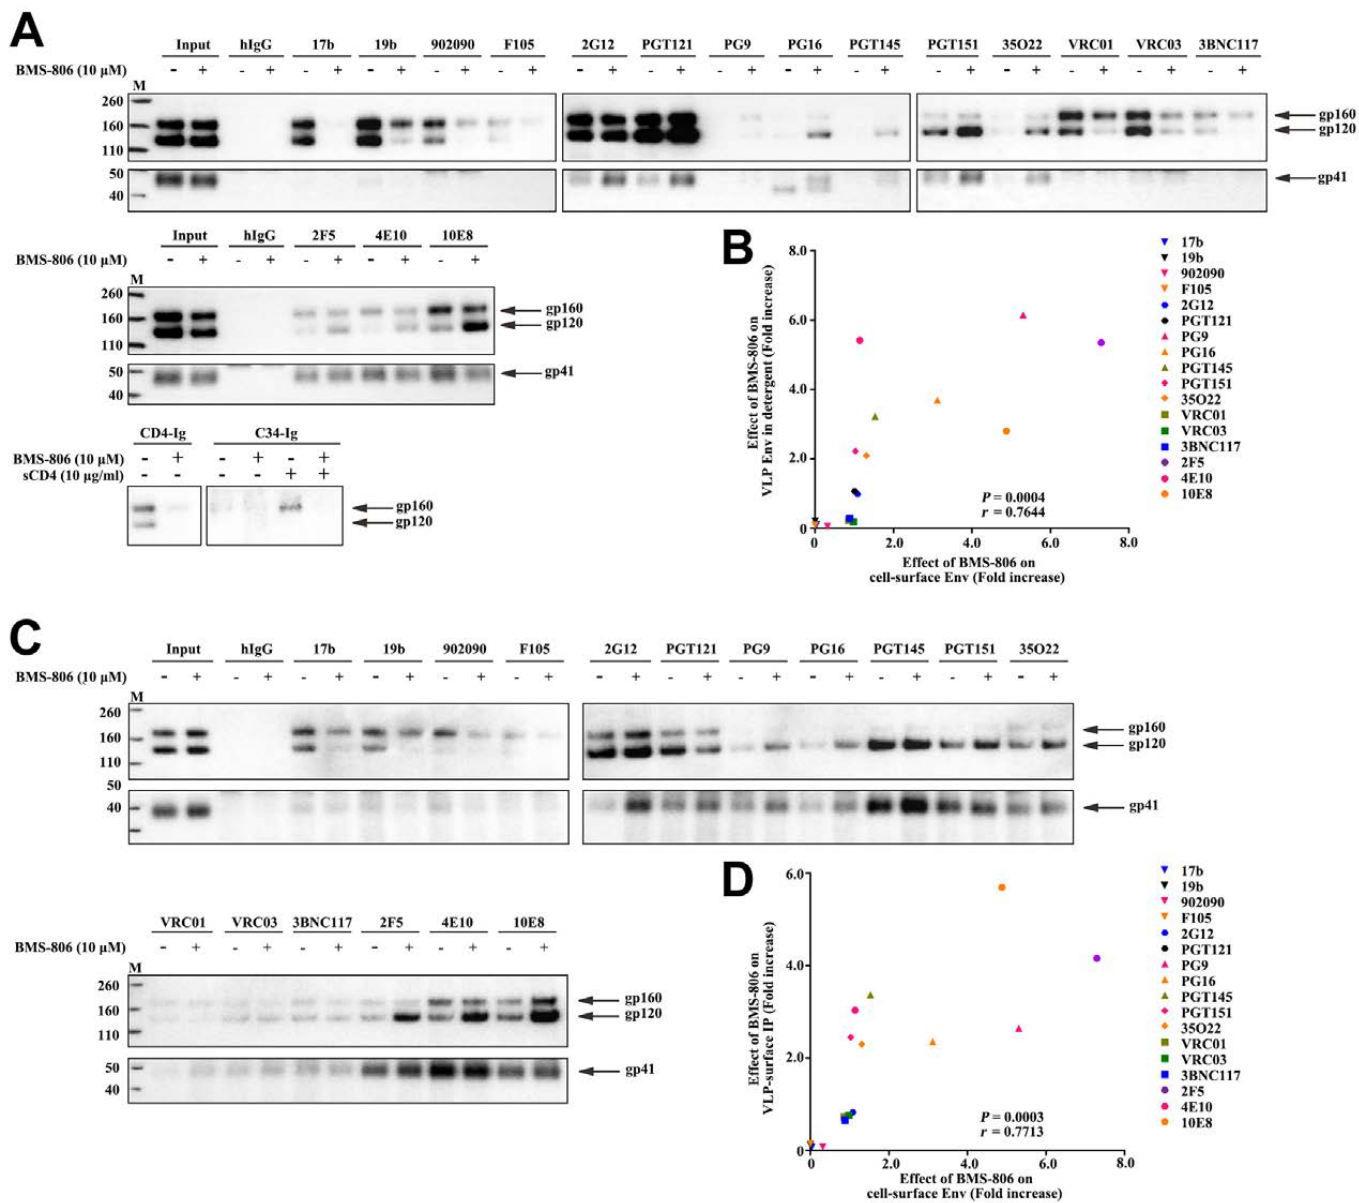 A
Input hIgG 17b 19b 902090 F105 2G12 PGT121 PG9 PG16 PGT145 PGT151 35O22 VRC01 VRC03 3BNC117
BMS-806 (10 µM) - + - + - + - + - + - + - + - + - + - + - + - + - + - + - + - +
M
260
160
110
gp160
gp120
50
40
gp41
Input hIgG 2F5 4E10 10E8
BMS-806 (10 µM) - + - + - + - + - +
M
260
160
110
gp160
gp120
50
40
gp41
CD4-Ig C34-Ig
BMS-806 (10 µM) - + - + - +
sCD4 (10 µg/ml) - - - - + +
gp160
gp120
B
Effect of BMS-806 on
VLP Env in detergent (Fold increase)
8.0
6.0
4.0
2.0
0
0 2.0 4.0 6.0 8.0
P = 0.0004
r = 0.7644
Effect of BMS-806 on
cell-surface Env (Fold increase)
17b
19b
902090
F105
2G12
PGT121
PG9
PG16
PGT145
PGT151
35O22
VRC01
VRC03
3BNC117
2F5
4E10
10E8
C
Input hIgG 17b 19b 902090 F105 2G12 PGT121 PG9 PG16 PGT145 PGT151 35O22
BMS-806 (10 µM) - + - + - + - + - + - + - + - + - + - + - + - + - +
M
260
160
110
gp160
gp120
50
40
gp41
VRC01 VRC03 3BNC117 2F5 4E10 10E8
BMS-806 (10 µM) - + - + - + - + - + - +
M
260
160
110
gp160
gp120
50
40
gp41
D
Effect of BMS-806 on
VLP-surface IP (Fold increase)
6.0
4.0
2.0
0
0 2.0 4.0 6.0 8.0
P = 0.0003
r = 0.7713
Effect of BMS-806 on
cell-surface Env (Fold increase)
17b
19b
902090
F105
2G12
PGT121
PG9
PG16
PGT145
PGT151
35O22
VRC01
VRC03
3BNC117
2F5
4E10
10E8